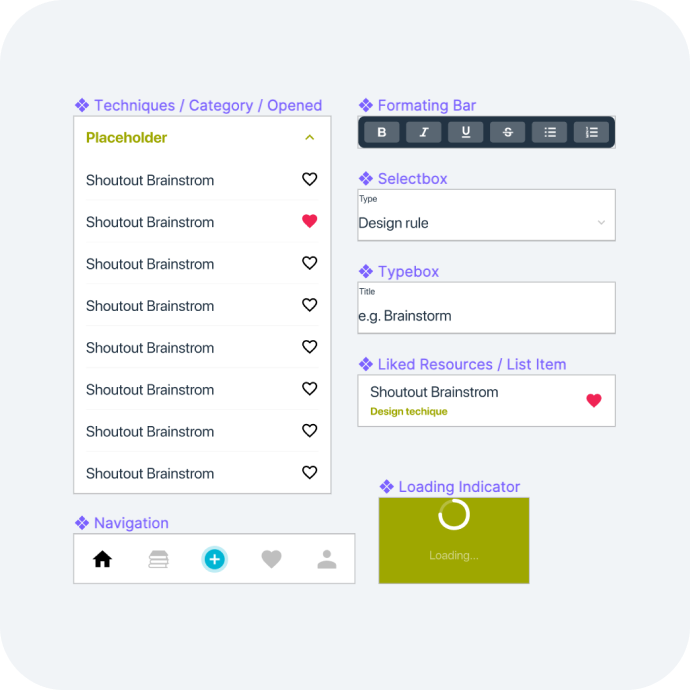 Techniques / Category / Opened
Placeholder
Shoutout Brainstrom
Shoutout Brainstrom
Shoutout Brainstrom
Shoutout Brainstrom
Shoutout Brainstrom
Shoutout Brainstrom
Shoutout Brainstrom
Shoutout Brainstrom
Navigation
Formating Bar
B I U S
Selectbox
Type
Design rule
Typebox
Title
e.g. Brainstorm
Liked Resources / List Item
Shoutout Brainstrom
Design techique
Loading Indicator
Loading...